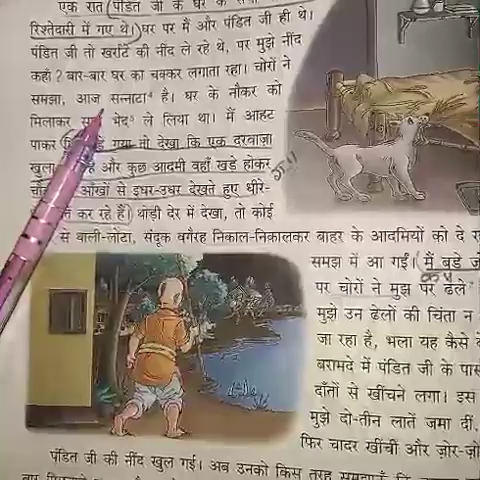 एक रात (पंडित जी के घर के
रिश्तेदारी में गए थे।) घर पर मैं और पंडित जी ही थे।
पंडित जी तो खर्राटे की नींद ले रहे थे, पर मुझे नींद
कहाँ? बार-बार घर का चक्कर लगाता रहा। चोरों ने
समझा, आज सन्नाटा⁴ है। घर के नौकर को
मिलाकर भेद⁵ ले लिया था। मैं आहट
पाकर गया तो देखा कि एक दरवाज़ा
खुला है और कुछ आदमी वहाँ खड़े होकर
आँखों से इधर-उधर देखते हुए धीरे-
कर रहे हैं।) थोड़ी देर में देखा, तो कोई
से थाली-लोटा, संदूक वगैरह निकाल-निकालकर बाहर के आदमियों को दे
समझ में आ गई। (मैं बड़े
पर चोरों ने मुझ पर ढेले
मुझे उन ढेलों की चिंता न
जा रहा है, भला यह कैसे
बरामदे में पंडित जी के पास
दाँतों से खींचने लगा। इस
मुझे दो-तीन लातें जमा दीं,
फिर चादर खींची और ज़ोर-ज़ो
पंडित जी की नींद खुल गई। अब उनको किस तरह